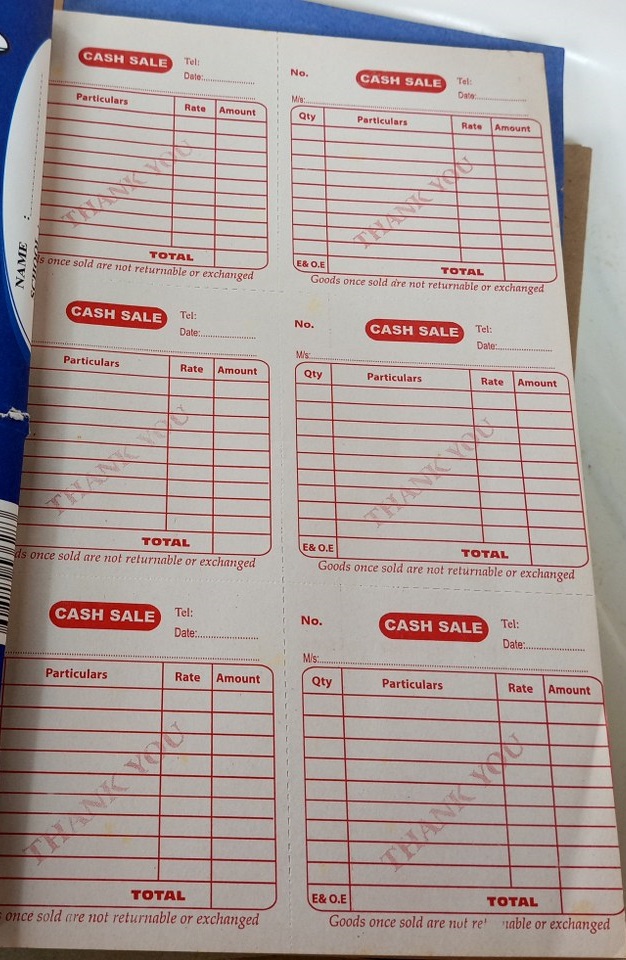 CASH SALE
Tel:
Date:
Particulars Rate Amount
THANK YOU
TOTAL
s once sold are not returnable or exchanged
No. CASH SALE Tel:
Date:
M/s:
Qty Particulars Rate Amount
THANK YOU
E& O.E TOTAL
Goods once sold are not returnable or exchanged
CASH SALE
Tel:
Date:
Particulars Rate Amount
THANK YOU
TOTAL
ds once sold are not returnable or exchanged
No. CASH SALE Tel:
Date:
M/s:
Qty Particulars Rate Amount
THANK YOU
E& O.E TOTAL
Goods once sold are not returnable or exchanged
CASH SALE
Tel:
Date:
Particulars Rate Amount
THANK YOU
TOTAL
once sold are not returnable or exchanged
No. CASH SALE Tel:
Date:
M/s:
Qty Particulars Rate Amount
THANK YOU
E& O.E TOTAL
Goods once sold are not or exchanged
NAME :